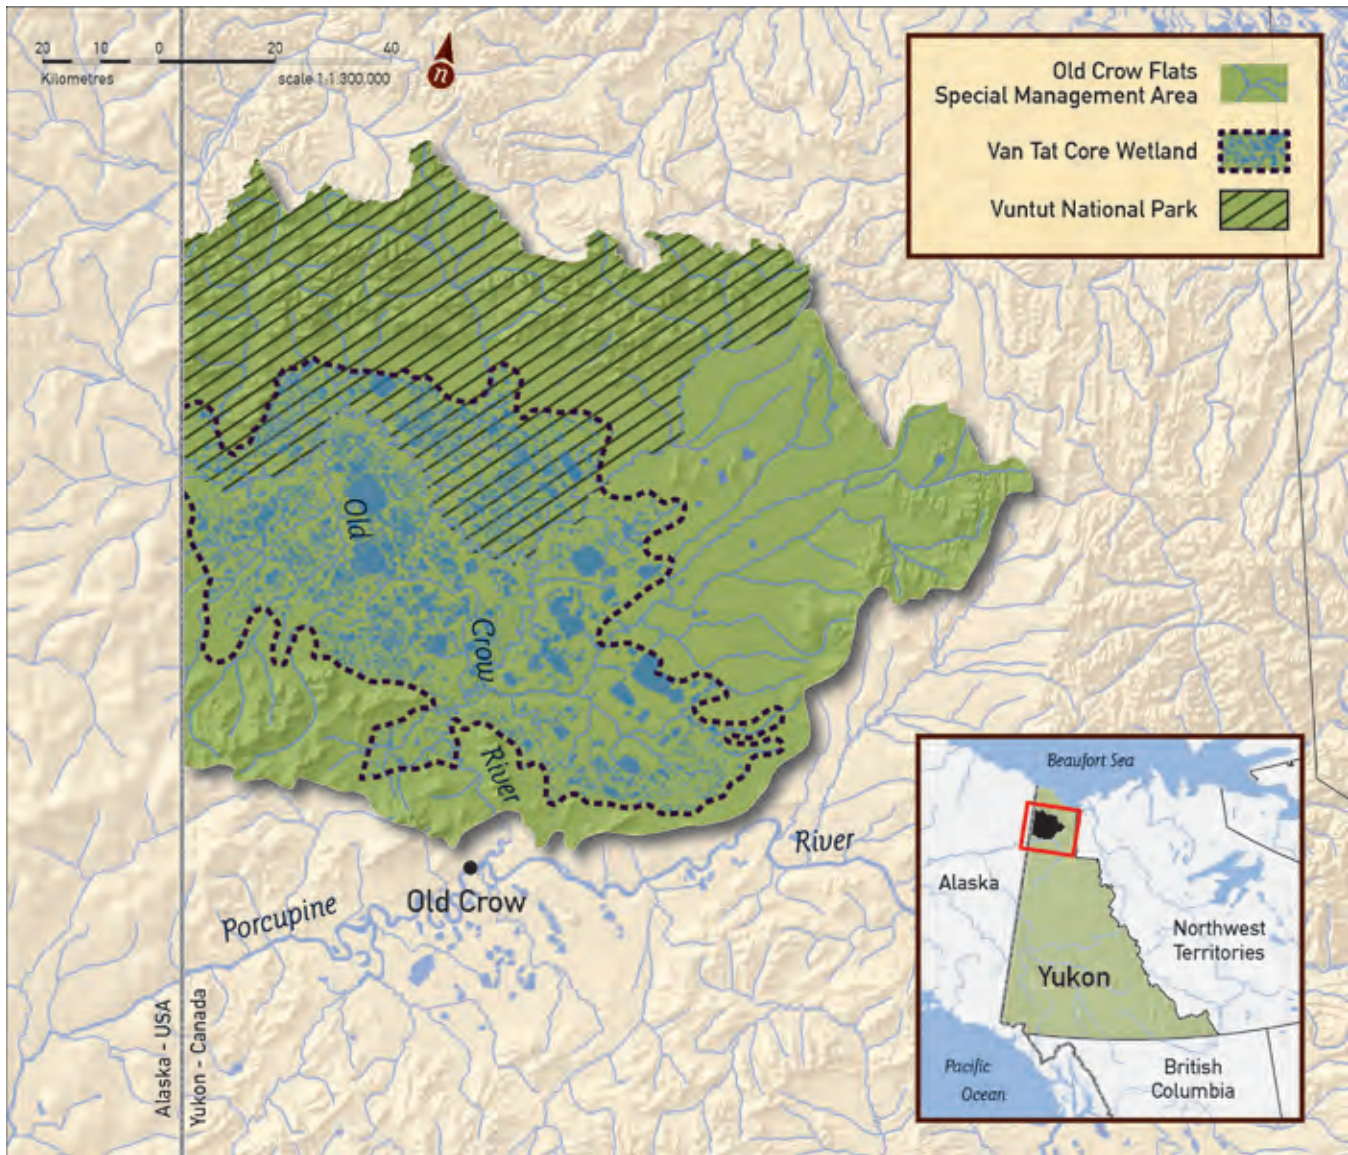 20 10 0 20 40
Kilometres
scale 1:1.300.000
n
Old Crow Flats
Special Management Area
Van Tat Core Wetland
Vuntut National Park
Old
Crow
River
River
Old Crow
Porcupine
Alaska - USA
Yukon - Canada
Beaufort Sea
Alaska
Northwest
Territories
Yukon
Pacific
Ocean
British
Columbia